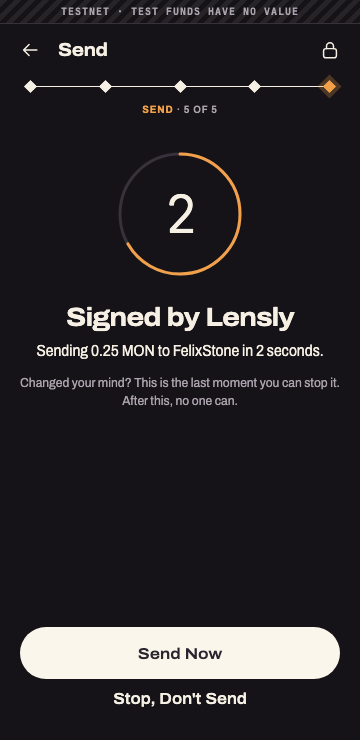 TESTNET · TEST FUNDS HAVE NO VALUE
Send
SEND · 5 OF 5
2
Signed by Lensly
Sending 0.25 MON to FelixStone in 2 seconds.
Changed your mind? This is the last moment you can stop it.
After this, no one can.
Send Now
Stop, Don't Send